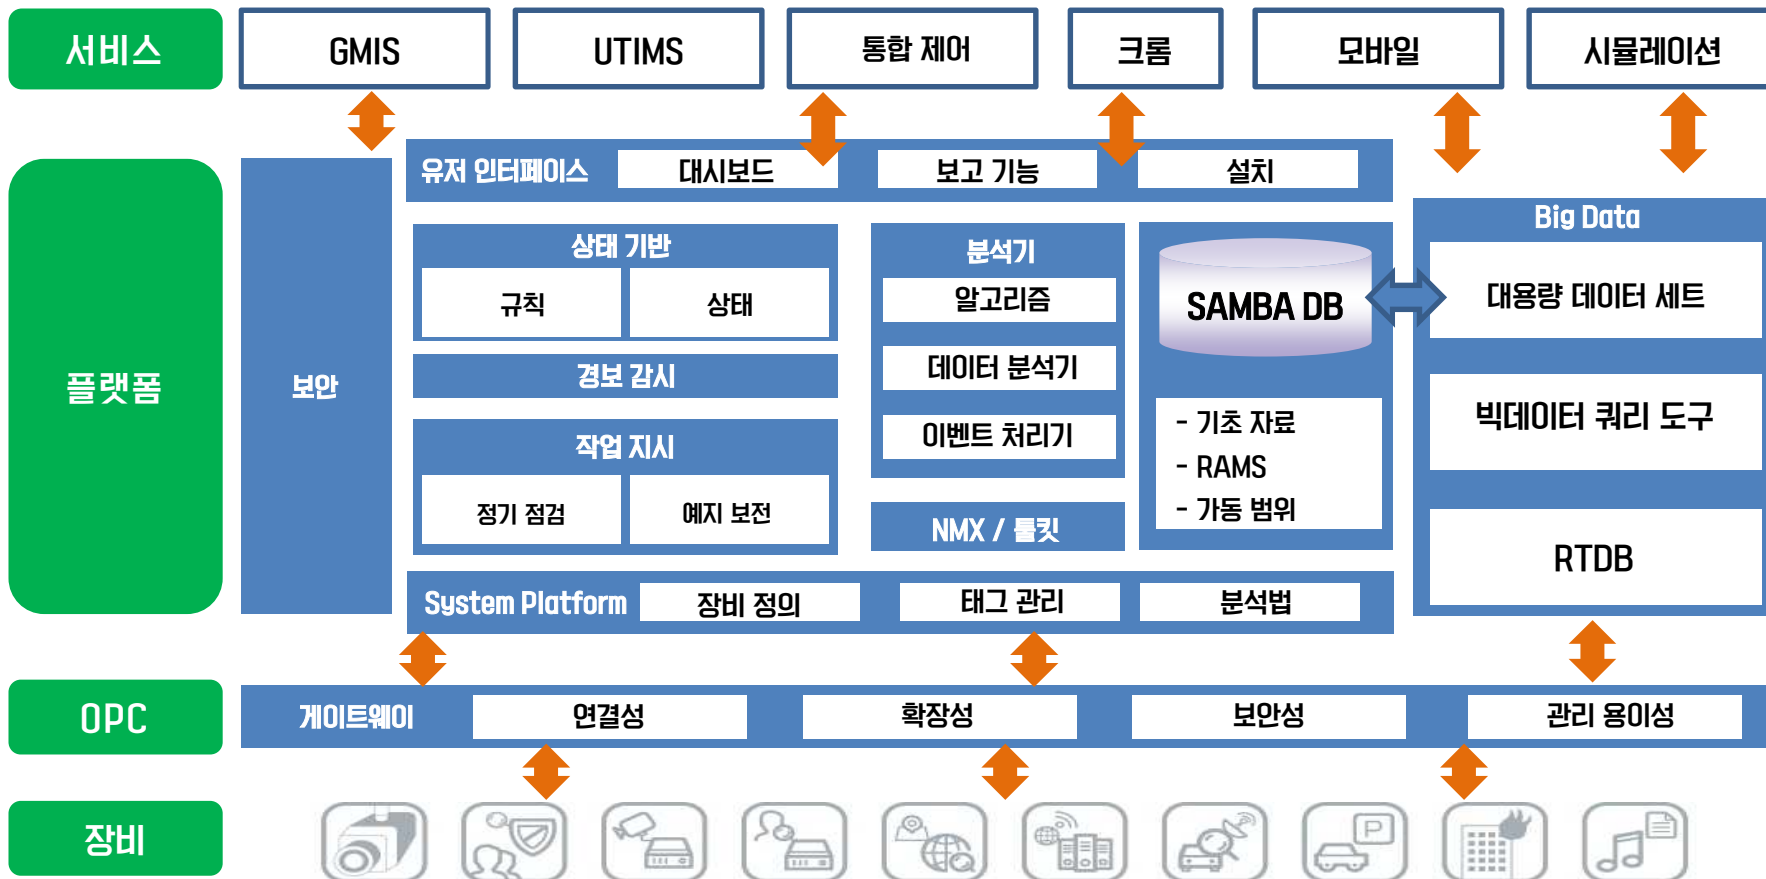 서비스
GMIS
UTIMS
통합 제어
크롬
모바일
시뮬레이션
플랫폼
보안
유저 인터페이스
대시보드
보고 기능
설치
상태 기반
규칙
상태
경보 감시
작업 지시
정기 점검
예지 보전
분석기
알고리즘
데이터 분석기
이벤트 처리기
NMX / 툴킷
SAMBA DB
- 기초 자료
- RAMS
- 가동 범위
Big Data
대용량 데이터 세트
빅데이터 쿼리 도구
RTDB
System Platform
장비 정의
태그 관리
분석법
OPC
게이트웨이
연결성
확장성
보안성
관리 용이성
장비
P